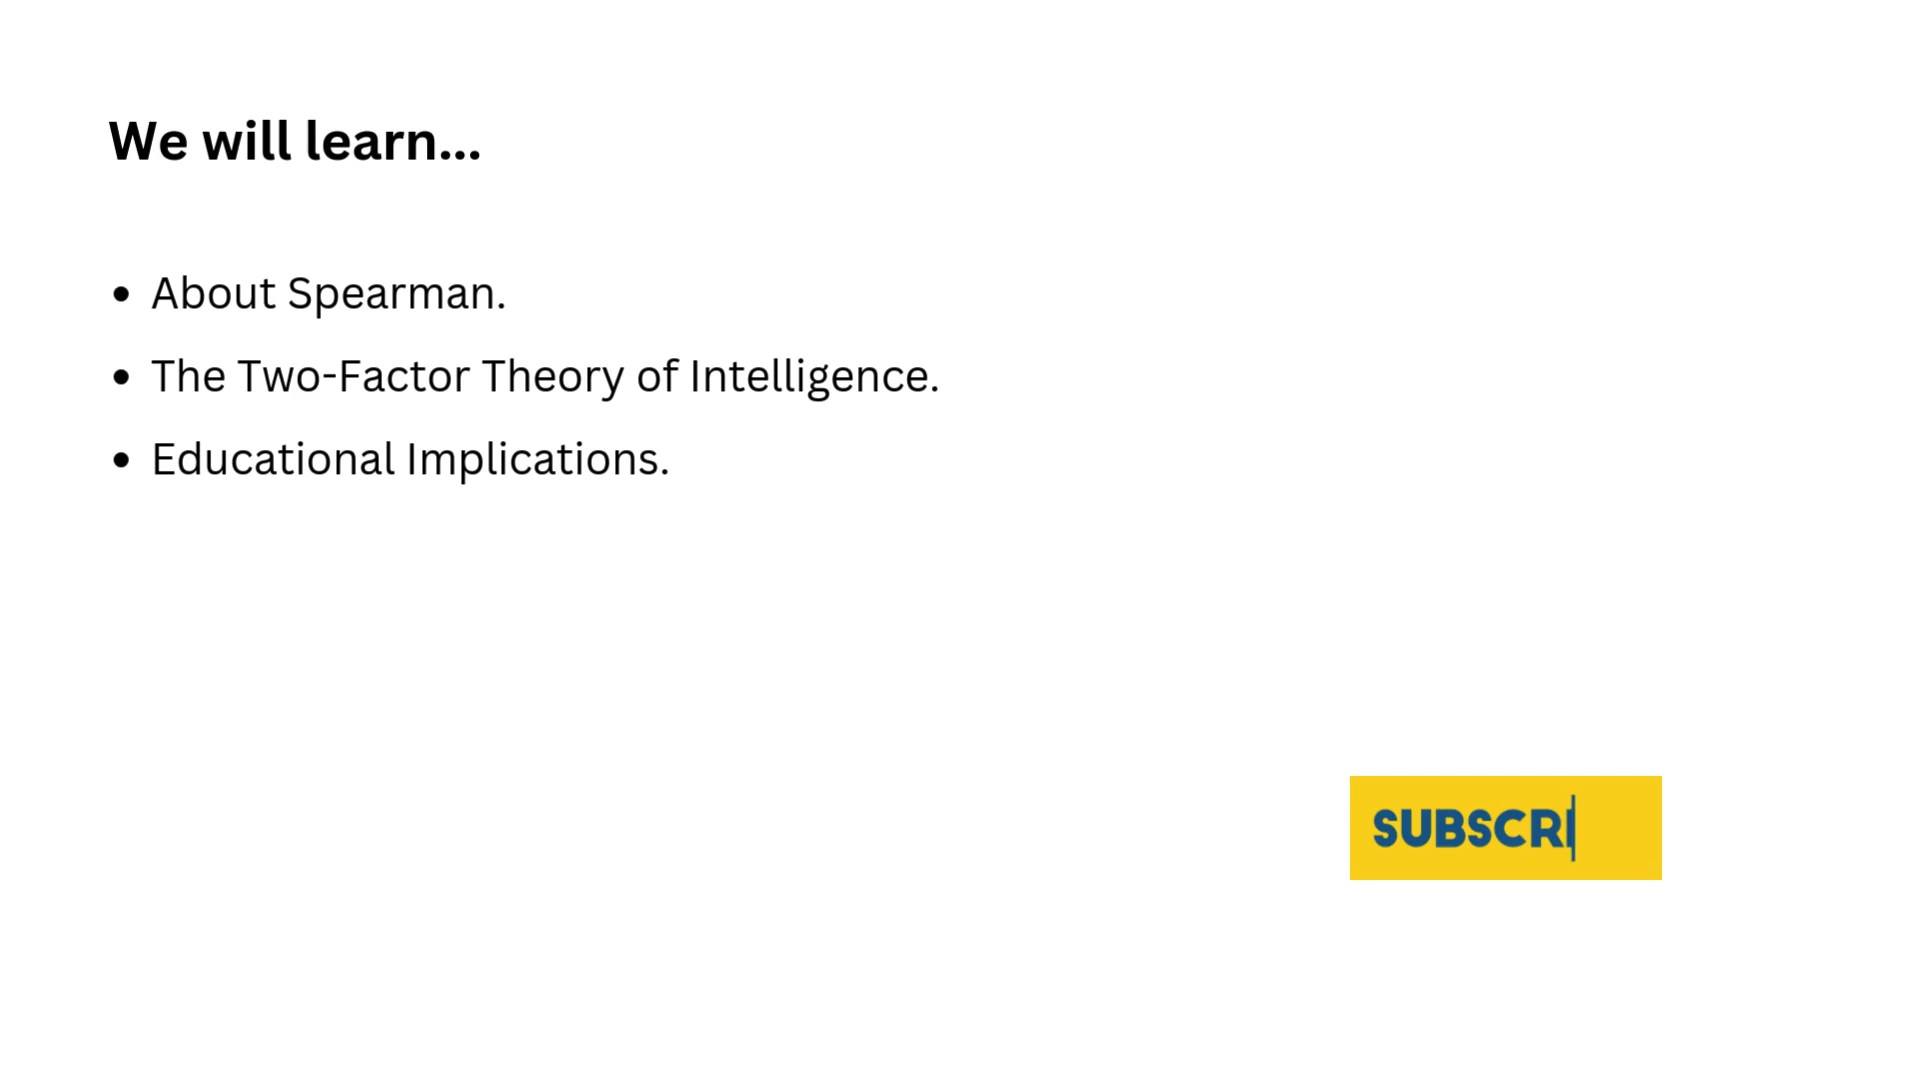 We will learn...
• About Spearman.
• The Two-Factor Theory of Intelligence.
• Educational Implications.
SUBSCRI